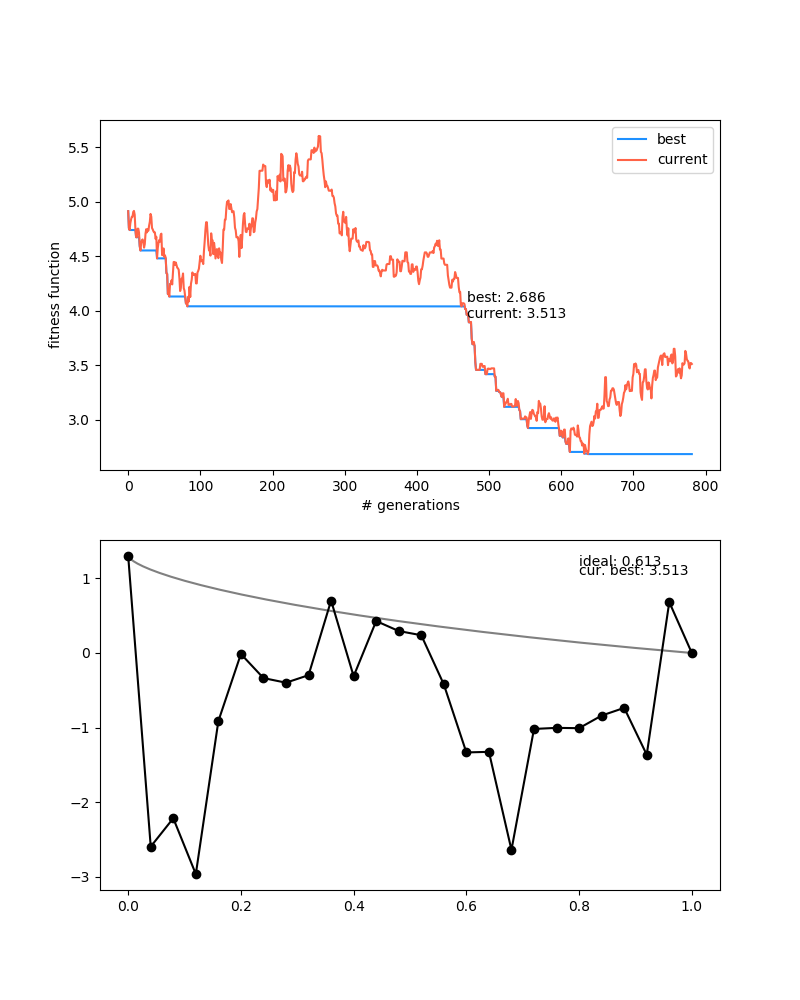 best
current
5.5
5.0
4.5
4.0
3.5
3.0
fitness function
best: 2.686
current: 3.513
0 100 200 300 400 500 600 700 800
# generations
ideal: 0.613
cur. best: 3.513
1
0
−1
−2
−3
0.0 0.2 0.4 0.6 0.8 1.0